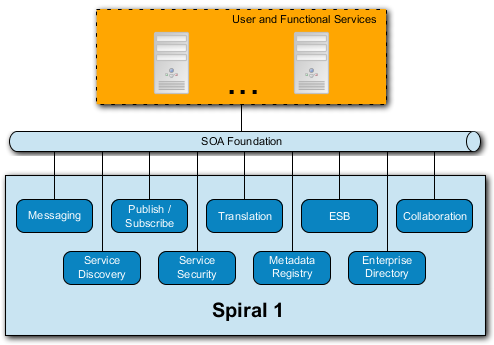 User and Functional Services
...
SOA Foundation
Messaging
Publish /
Subscribe
Translation
ESB
Collaboration
Service
Discovery
Service
Security
Metadata
Registry
Enterprise
Directory
Spiral 1